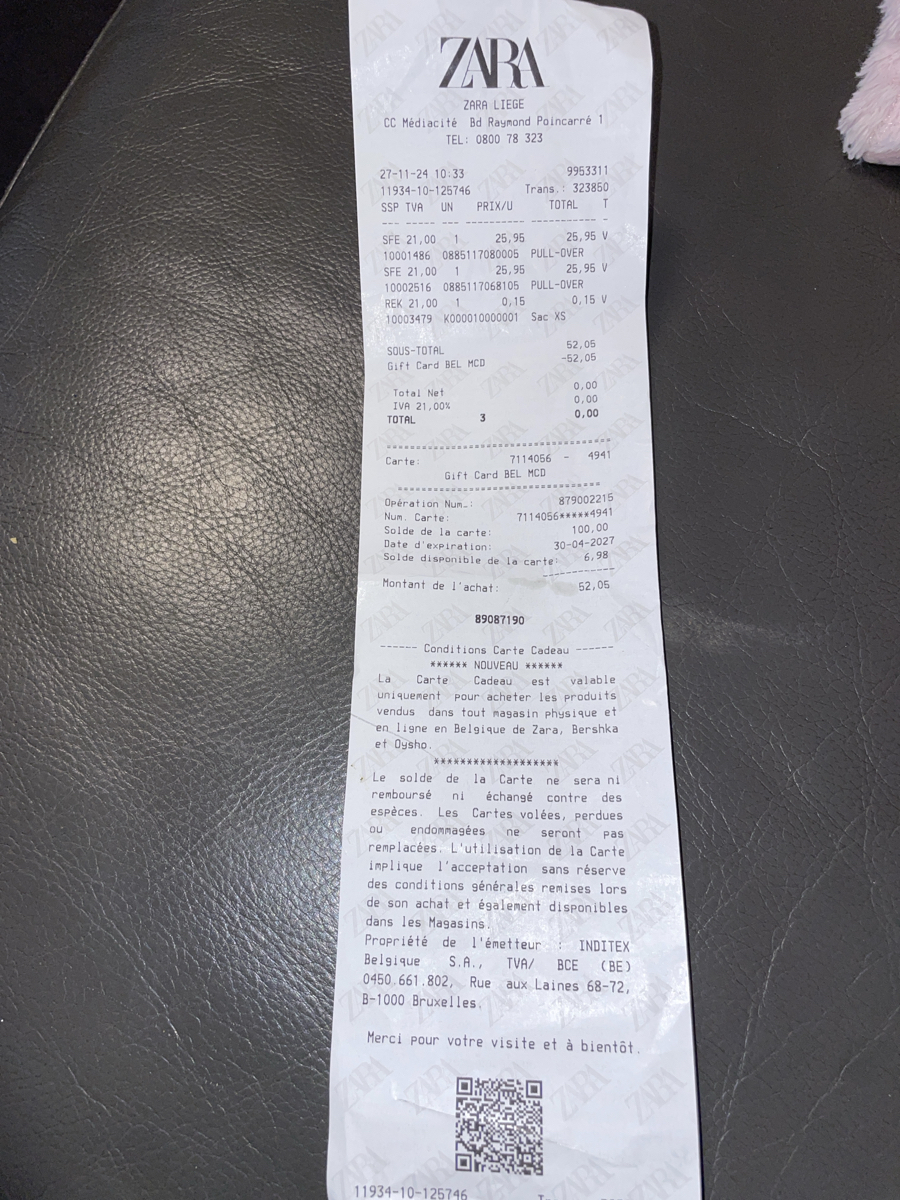 ZARA
ZARA LIEGE
CC Médiacité Bd Raymond Poincarré 1
TEL: 0800 78 323
27-11-24 10:33 9953311
11934-10-125746 Trans.: 323850
SSP TVA UN PRIX/U TOTAL T
--- ----- --- ---------- ----------- -
SFE 21,00 1 25,95 25,95 V
10001486 0885117080005 PULL-OVER
SFE 21,00 1 25,95 25,95 V
10002516 0885117068105 PULL-OVER
REK 21,00 1 0,15 0,15 V
10003479 K000010000001 Sac XS
SOUS-TOTAL 52,05
Gift Card BEL MCD -52,05
Total Net 0,00
IVA 21,00% 0,00
TOTAL 3 0,00
===================================
Carte: 7114056 - 4941
Gift Card BEL MCD
===============================
Opération Num.: 879002215
Num. Carte: 7114056*****4941
Solde de la carte: 100,00
Date d'expiration: 30-04-2027
Solde disponible de la carte: 6,98
-----------
Montant de l'achat: 52,05
89087190
------ Conditions Carte Cadeau ------
****** NOUVEAU ******
La Carte Cadeau est valable
uniquement pour acheter les produits
vendus dans tout magasin physique et
en ligne en Belgique de Zara, Bershka
et Oysho.
*******************
Le solde de la Carte ne sera ni
remboursé ni échangé contre des
espèces. Les Cartes volées, perdues
ou endommagées ne seront pas
remplacées. L'utilisation de la Carte
implique l'acceptation sans réserve
des conditions générales remises lors
de son achat et également disponibles
dans les Magasins.
Propriété de l'émetteur : INDITEX
Belgique S.A., TVA/ BCE (BE)
0450.661.802, Rue aux Laines 68-72,
B-1000 Bruxelles.
Merci pour votre visite et à bientôt.
11934-10-125746